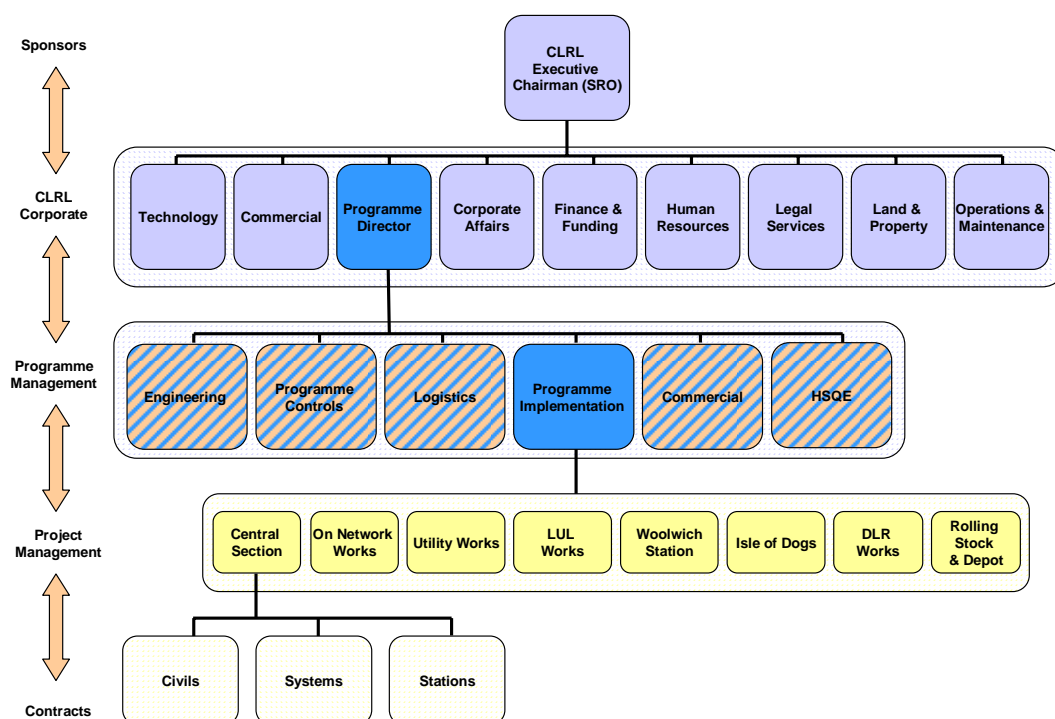 Sponsors
CLRL
Executive
Chairman (SRO)
CLRL
Corporate
Technology
Commercial
Programme
Director
Corporate
Affairs
Finance &
Funding
Human
Resources
Legal
Services
Land &
Property
Operations &
Maintenance
Programme
Management
Engineering
Programme
Controls
Logistics
Programme
Implementation
Commercial
HSQE
Project
Management
Central
Section
On Network
Works
Utility Works
LUL
Works
Woolwich
Station
Isle of Dogs
DLR
Works
Rolling
Stock
& Depot
Civils
Systems
Stations
Contracts